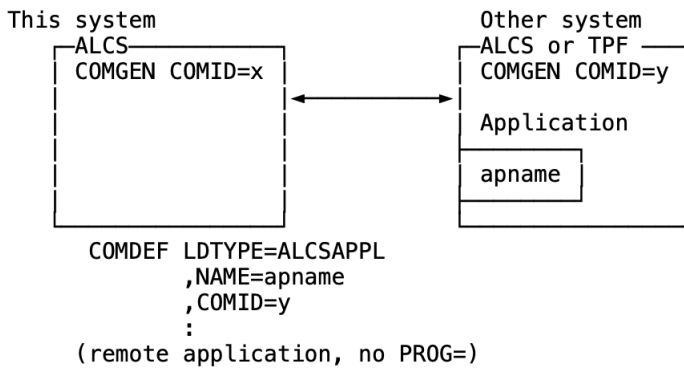 This system
Other system
ALCS
ALCS or TPF
COMGEN COMID=x
COMGEN COMID=y
Application
apname
COMDEF LDTYPE=ALCSAPPL
,NAME=apname
,COMID=y
:
(remote application, no PROG=)